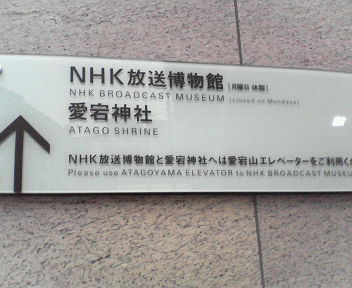 NHK放送博物館 [月曜日 休館]
NHK BROADCAST MUSEUM (closed on Mondays)
愛宕神社
ATAGO SHRINE
NHK放送博物館と愛宕神社へは愛宕山エレベーターをご利用く
Please use ATAGOYAMA ELEVATOR to NHK BROADCAST MUSEU